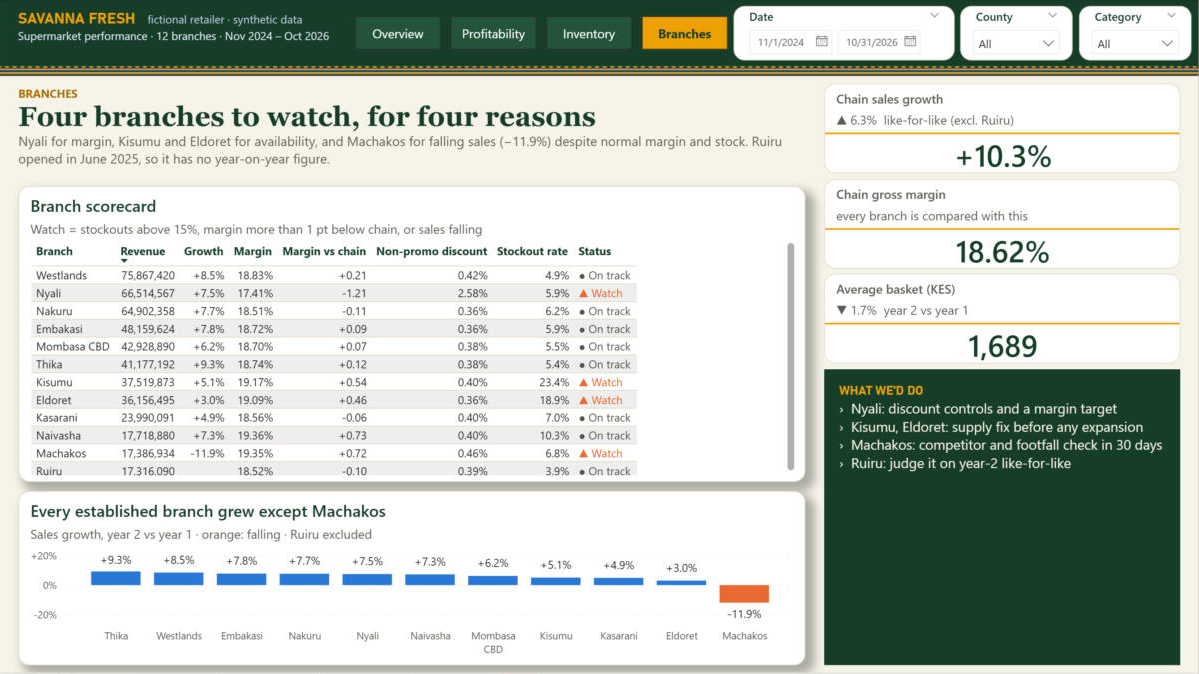 SAVANNA FRESH fictional retailer · synthetic data
Supermarket performance · 12 branches · Nov 2024 – Oct 2026
Overview
Profitability
Inventory
Branches
Date
11/1/2024 10/31/2026
County
All
Category
All
BRANCHES
Four branches to watch, for four reasons
Nyali for margin, Kisumu and Eldoret for availability, and Machakos for falling sales (−11.9%) despite normal margin and stock. Ruiru
opened in June 2025, so it has no year-on-year figure.
Branch scorecard
Watch = stockouts above 15%, margin more than 1 pt below chain, or sales falling
Branch Revenue Growth Margin Margin vs chain Non-promo discount Stockout rate Status
Westlands 75,867,420 +8.5% 18.83% +0.21 0.42% 4.9% ● On track
Nyali 66,514,567 +7.5% 17.41% -1.21 2.58% 5.9% ▲ Watch
Nakuru 64,902,358 +7.7% 18.51% -0.11 0.36% 6.2% ● On track
Embakasi 48,159,624 +7.8% 18.72% +0.09 0.36% 5.9% ● On track
Mombasa CBD 42,928,890 +6.2% 18.70% +0.07 0.38% 5.5% ● On track
Thika 41,177,192 +9.3% 18.74% +0.12 0.38% 5.4% ● On track
Kisumu 37,519,873 +5.1% 19.17% +0.54 0.40% 23.4% ▲ Watch
Eldoret 36,156,495 +3.0% 19.09% +0.46 0.36% 18.9% ▲ Watch
Kasarani 23,990,091 +4.9% 18.56% -0.06 0.40% 7.0% ● On track
Naivasha 17,718,880 +7.3% 19.36% +0.73 0.40% 10.3% ● On track
Machakos 17,386,934 -11.9% 19.35% +0.72 0.46% 6.8% ▲ Watch
Ruiru 17,316,090 18.52% -0.10 0.39% 3.9% ● On track
Every established branch grew except Machakos
Sales growth, year 2 vs year 1 · orange: falling · Ruiru excluded
+20%
0%
-20%
+9.3% +8.5% +7.8% +7.7% +7.5% +7.3% +6.2% +5.1% +4.9% +3.0% -11.9%
Thika Westlands Embakasi Nakuru Nyali Naivasha Mombasa CBD Kisumu Kasarani Eldoret Machakos
Chain sales growth
▲ 6.3% like-for-like (excl. Ruiru)
+10.3%
Chain gross margin
every branch is compared with this
18.62%
Average basket (KES)
▼ 1.7% year 2 vs year 1
1,689
WHAT WE'D DO
› Nyali: discount controls and a margin target
› Kisumu, Eldoret: supply fix before any expansion
› Machakos: competitor and footfall check in 30 days
› Ruiru: judge it on year-2 like-for-like